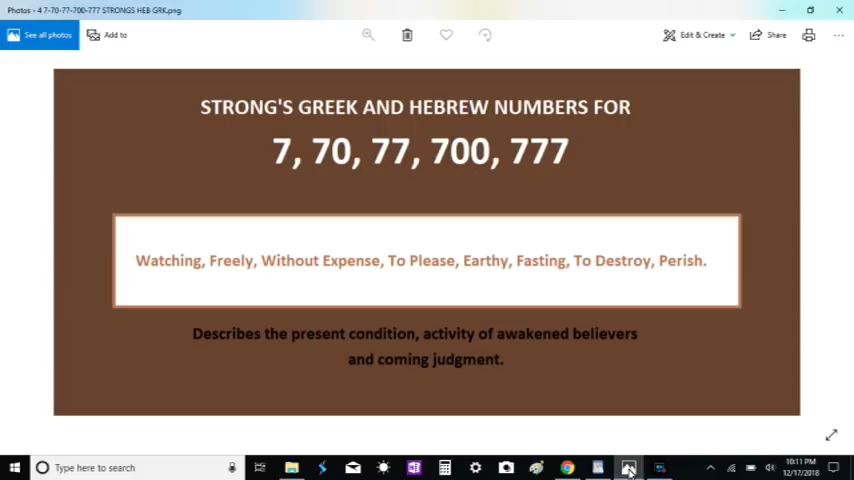 Photos - 4 7-70-77-700-777 STRONGS HEB GRK.png
See all photos
Add to
Edit & Create
Share
STRONG'S GREEK AND HEBREW NUMBERS FOR
7, 70, 77, 700, 777
Watching, Freely, Without Expense, To Please, Earthy, Fasting, To Destroy, Perish.
Describes the present condition, activity of awakened believers
and coming judgment.
Type here to search
10:11 PM
12/17/2018